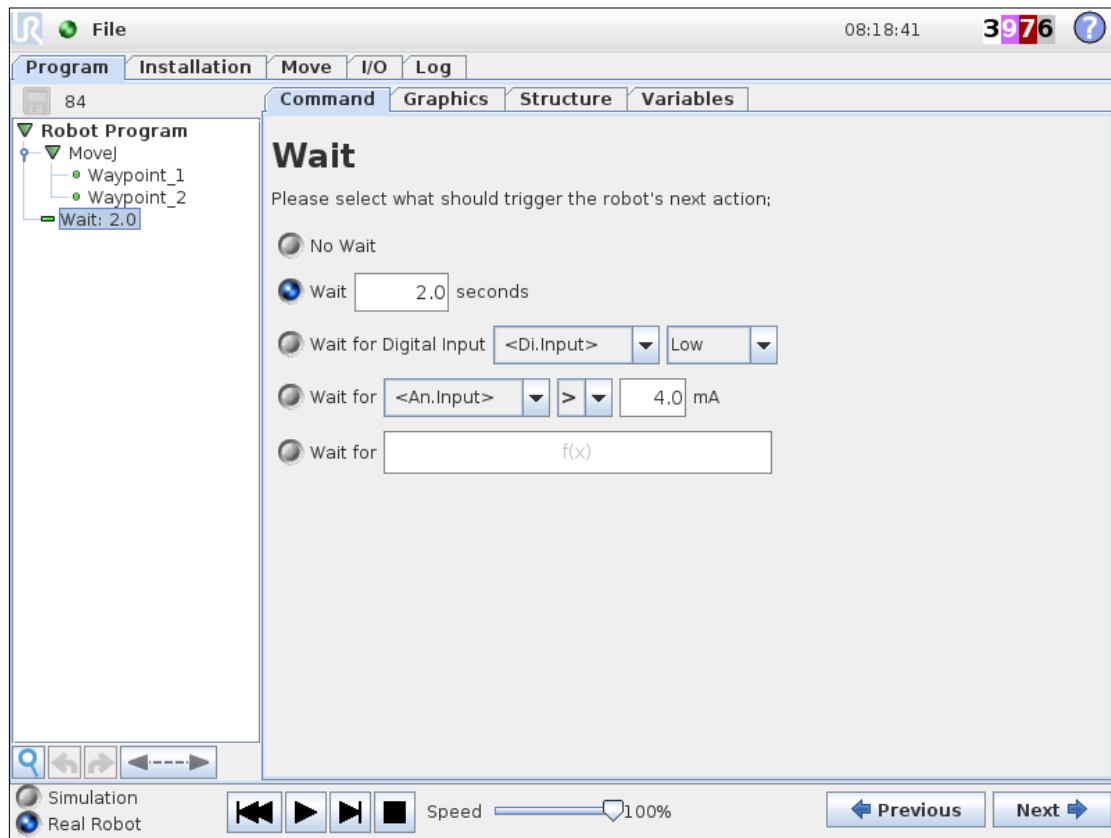 UR File 08:18:41 3976 ?
Program Installation Move I/O Log
84 Command Graphics Structure Variables
Robot Program
MoveJ
Waypoint_1
Waypoint_2
Wait: 2.0
Wait
Please select what should trigger the robot's next action;
No Wait
Wait 2.0 seconds
Wait for Digital Input <Di.Input> Low
Wait for <An.Input> > 4.0 mA
Wait for f(x)
Simulation
Real Robot
Speed 100%
Previous Next